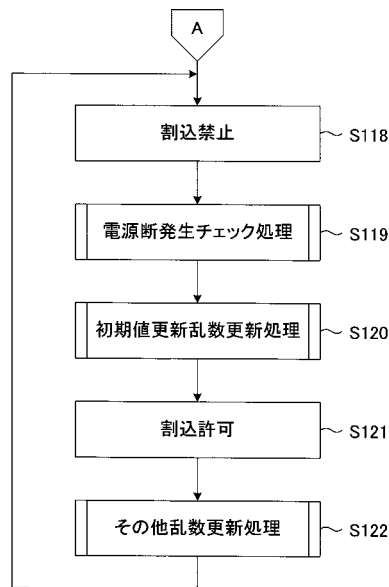 A
割込禁止 S118
電源断発生チェック処理 S119
初期値更新乱数更新処理 S120
割込許可 S121
その他乱数更新処理 S122